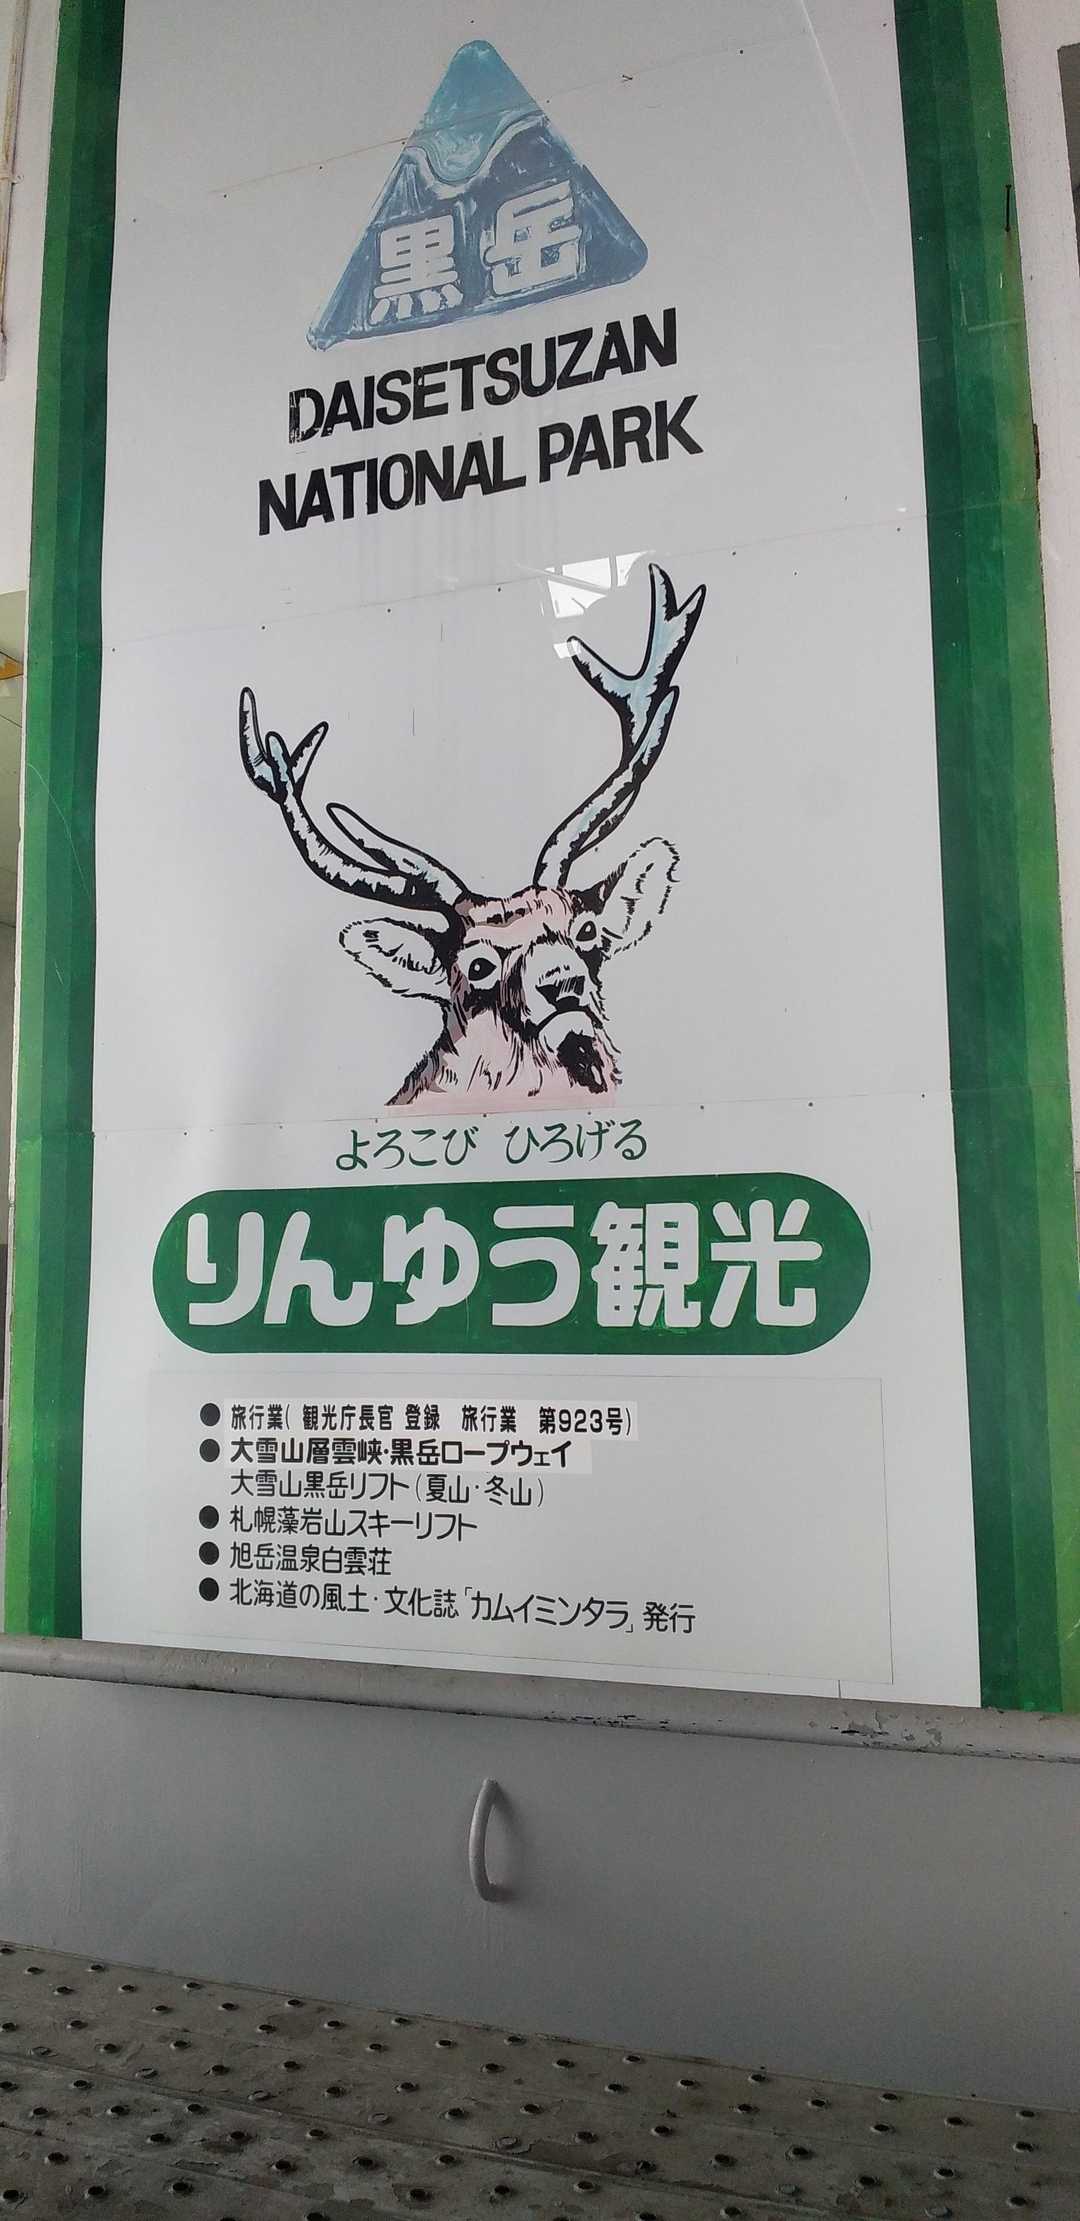 黒岳
DAISETSUZAN
NATIONAL PARK
よろこび ひろげる
りんゆう観光
● 旅行業( 観光庁長官 登録 旅行業 第923号)
● 大雪山層雲峡・黒岳ロープウェイ
大雪山黒岳リフト(夏山・冬山)
● 札幌藻岩山スキーリフト
● 旭岳温泉白雲荘
● 北海道の風土・文化誌「カムイミンタラ」発行